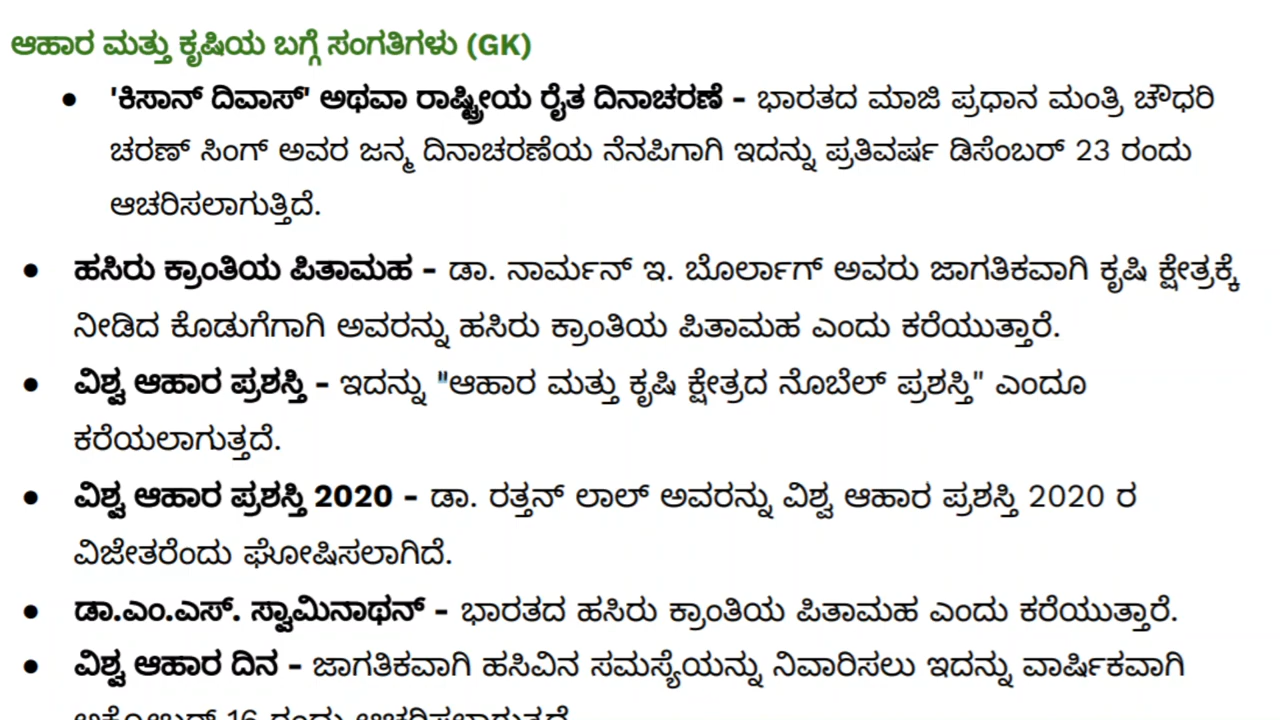 ಆಹಾರ ಮತ್ತು ಕೃಷಿಯ ಬಗ್ಗೆ ಸಂಗತಿಗಳು (GK)
● 'ಕಿಸಾನ್ ದಿವಾಸ್' ಅಥವಾ ರಾಷ್ಟ್ರೀಯ ರೈತ ದಿನಾಚರಣೆ - ಭಾರತದ ಮಾಜಿ ಪ್ರಧಾನ ಮಂತ್ರಿ ಚೌಧರಿ
ಚರಣ್ ಸಿಂಗ್ ಅವರ ಜನ್ಮ ದಿನಾಚರಣೆಯ ನೆನಪಿಗಾಗಿ ಇದನ್ನು ಪ್ರತಿವರ್ಷ ಡಿಸೆಂಬರ್ 23 ರಂದು
ಆಚರಿಸಲಾಗುತ್ತಿದೆ.
● ಹಸಿರು ಕ್ರಾಂತಿಯ ಪಿತಾಮಹ - ಡಾ. ನಾರ್ಮನ್ ಇ. ಬೊರ್ಲಾಗ್ ಅವರು ಜಾಗತಿಕವಾಗಿ ಕೃಷಿ ಕ್ಷೇತ್ರಕ್ಕೆ
ನೀಡಿದ ಕೊಡುಗೆಗಾಗಿ ಅವರನ್ನು ಹಸಿರು ಕ್ರಾಂತಿಯ ಪಿತಾಮಹ ಎಂದು ಕರೆಯುತ್ತಾರೆ.
● ವಿಶ್ವ ಆಹಾರ ಪ್ರಶಸ್ತಿ - ಇದನ್ನು "ಆಹಾರ ಮತ್ತು ಕೃಷಿ ಕ್ಷೇತ್ರದ ನೊಬೆಲ್ ಪ್ರಶಸ್ತಿ" ಎಂದೂ
ಕರೆಯಲಾಗುತ್ತದೆ.
● ವಿಶ್ವ ಆಹಾರ ಪ್ರಶಸ್ತಿ 2020 - ಡಾ. ರತ್ತನ್ ಲಾಲ್ ಅವರನ್ನು ವಿಶ್ವ ಆಹಾರ ಪ್ರಶಸ್ತಿ 2020 ರ
ವಿಜೇತರೆಂದು ಘೋಷಿಸಲಾಗಿದೆ.
● ಡಾ.ಎಂ.ಎಸ್. ಸ್ವಾಮಿನಾಥನ್ - ಭಾರತದ ಹಸಿರು ಕ್ರಾಂತಿಯ ಪಿತಾಮಹ ಎಂದು ಕರೆಯುತ್ತಾರೆ.
● ವಿಶ್ವ ಆಹಾರ ದಿನ - ಜಾಗತಿಕವಾಗಿ ಹಸಿವಿನ ಸಮಸ್ಯೆಯನ್ನು ನಿವಾರಿಸಲು ಇದನ್ನು ವಾರ್ಷಿಕವಾಗಿ